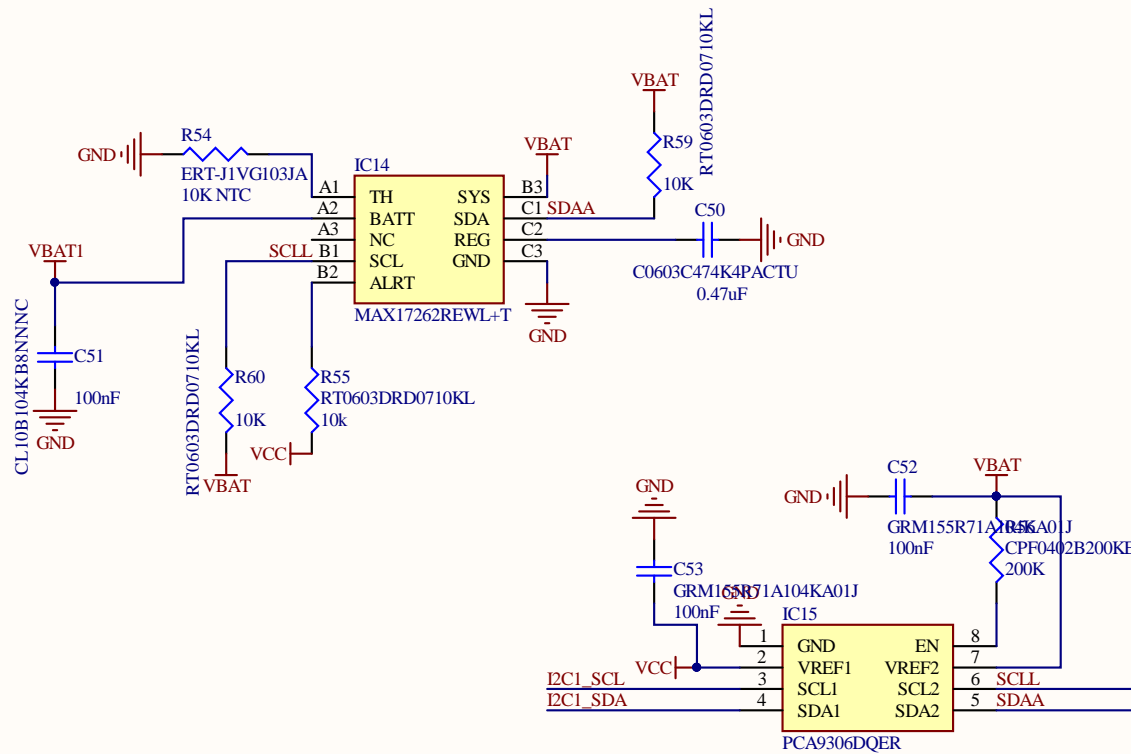 RT0603DRD0710KL
VBAT
R54
GND
ERT-J1VG103JA
10K NTC
R59
10K
VBAT
IC14
A1
TH
SYS
B3
A2
BATT
SDA
C1
SDAA
A3
NC
REG
C2
SCLL
B1
SCL
GND
C3
B2
ALRT
MAX17262REWL+T
C50
GND
C0603C474K4PACTU
0.47uF
GND
VBAT1
C51
100nF
GND
CL10B104KB8NNNC
RT0603DRD0710KL
R60
10K
VBAT
R55
RT0603DRD0710KL
10k
VCC
GND
C53
GRM155R71A104KA01J
100nF
GND
C52
GND
GRM155R71A104KA01J
100nF
VBAT
R56
CPF0402B200KE
200K
IC15
1
GND
EN
8
VCC
2
VREF1
VREF2
7
I2C1_SCL
3
SCL1
SCL2
6
SCLL
I2C1_SDA
4
SDA1
SDA2
5
SDAA
PCA9306DQER